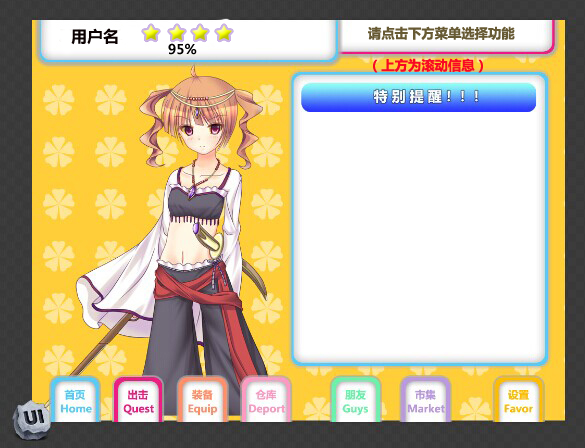 用户名
95%
请点击下方菜单选择功能
（上方为滚动信息）
特别提醒！！！
首页
Home
出击
Quest
装备
Equip
仓库
Deport
朋友
Guys
市集
Market
设置
Favor
UI